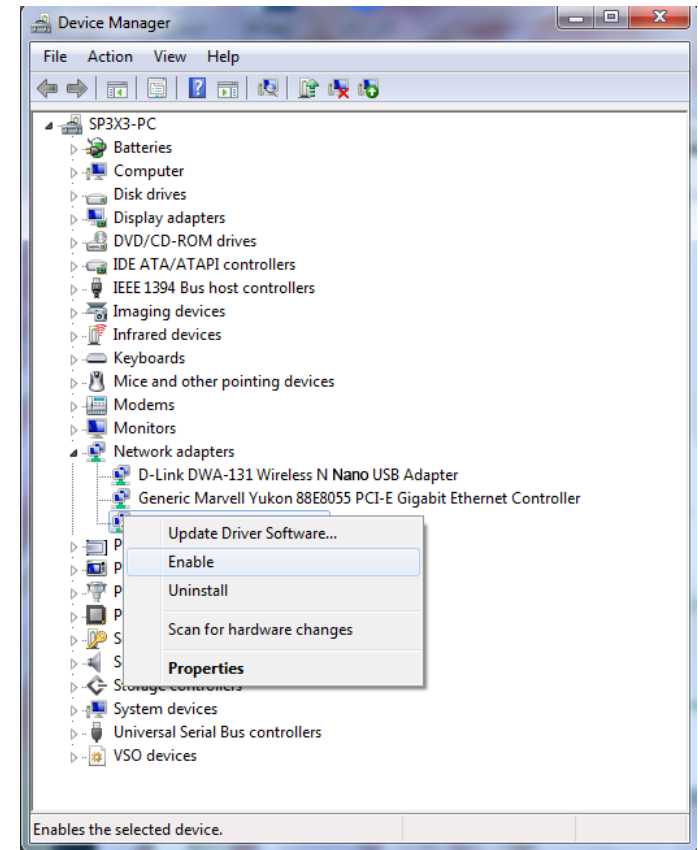 Device Manager
File Action View Help
SP3X3-PC
Batteries
Computer
Disk drives
Display adapters
DVD/CD-ROM drives
IDE ATA/ATAPI controllers
IEEE 1394 Bus host controllers
Imaging devices
Infrared devices
Keyboards
Mice and other pointing devices
Modems
Monitors
Network adapters
D-Link DWA-131 Wireless N Nano USB Adapter
Generic Marvell Yukon 88E8055 PCI-E Gigabit Ethernet Controller
Update Driver Software...
P
Enable
P
Uninstall
P
P
Scan for hardware changes
S
S
Properties
Storage controllers
System devices
Universal Serial Bus controllers
VSO devices
Enables the selected device.